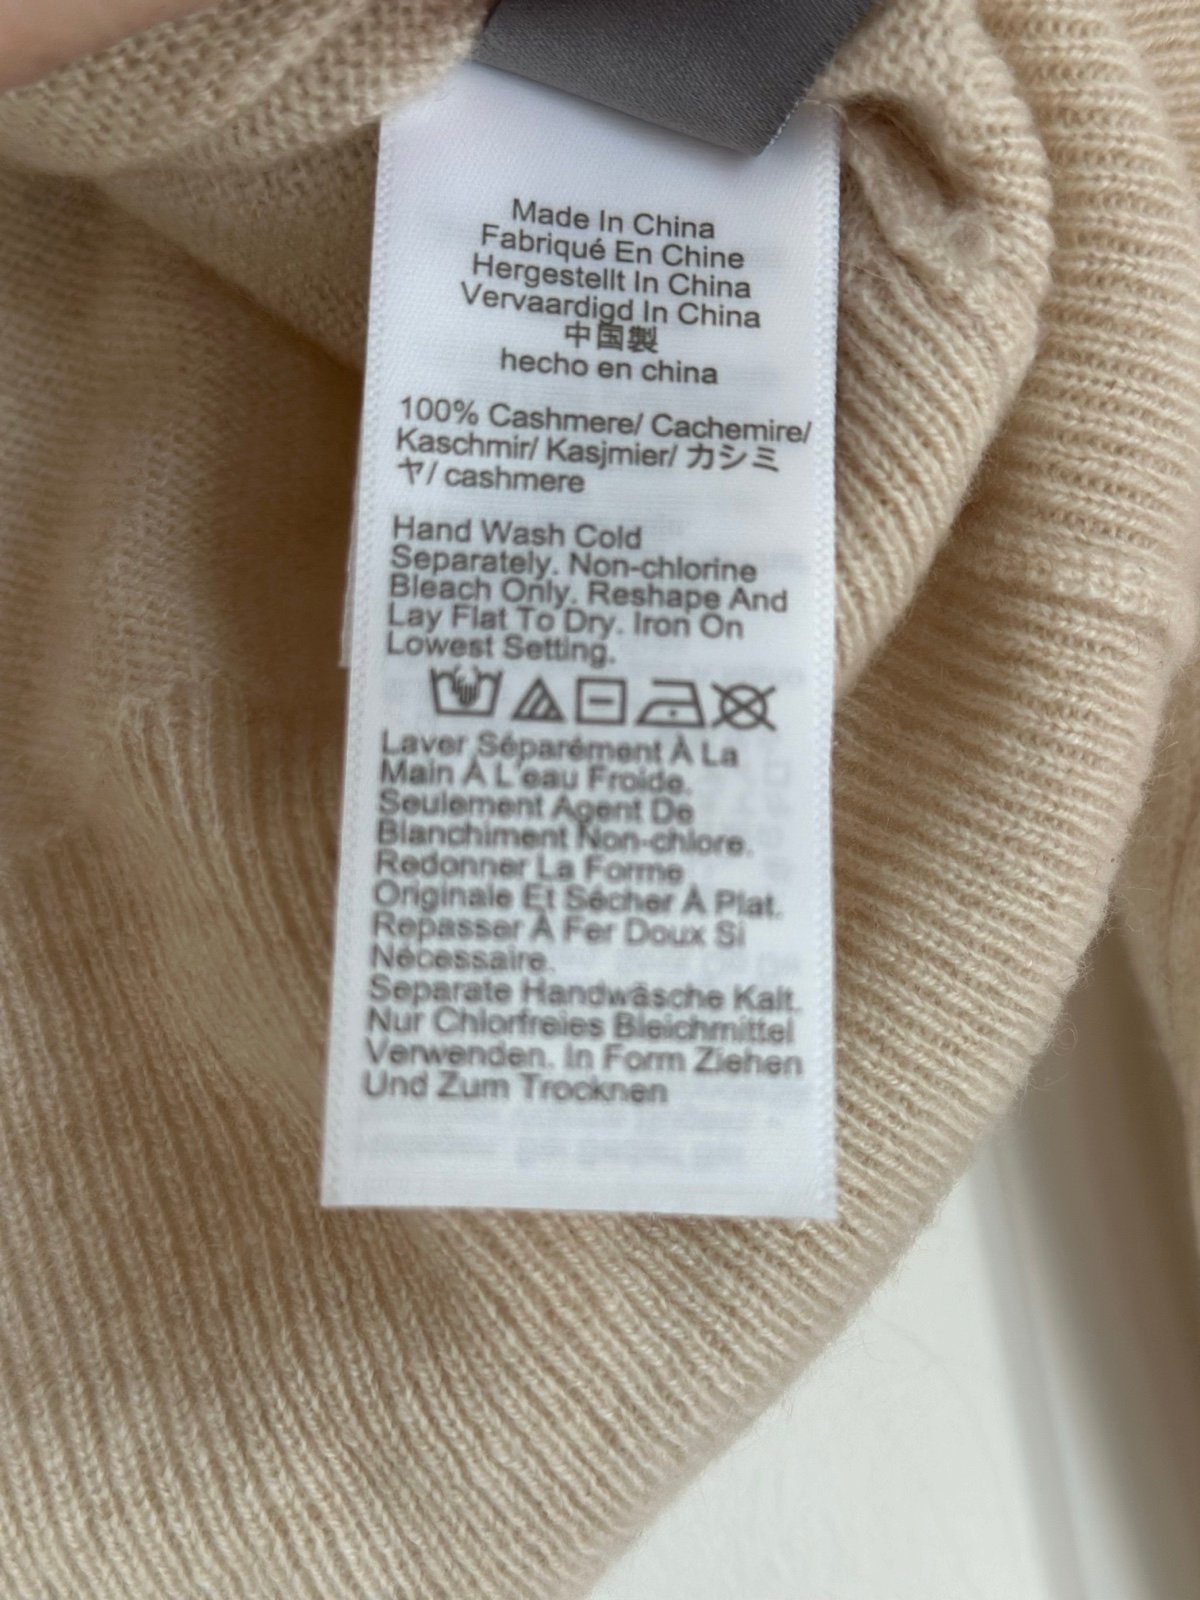 Made In China
Fabriqué En Chine
Hergestellt In China
Vervaardigd In China
中国製
hecho en china
100% Cashmere/ Cachemire/
Kaschmir/ Kasjmier/ カシミ
ヤ/ cashmere
Hand Wash Cold
Separately. Non-chlorine
Bleach Only. Reshape And
Lay Flat To Dry. Iron On
Lowest Setting.
Laver Séparément À La
Main À L'eau Froide.
Seulement Agent De
Blanchiment Non-chlore.
Redonner La Forme
Originale Et Sécher À Plat.
Repasser À Fer Doux Si
Nécessaire.
Separate Handwäsche Kalt.
Nur Chlorfreies Bleichmittel
Verwenden. In Form Ziehen
Und Zum Trocknen